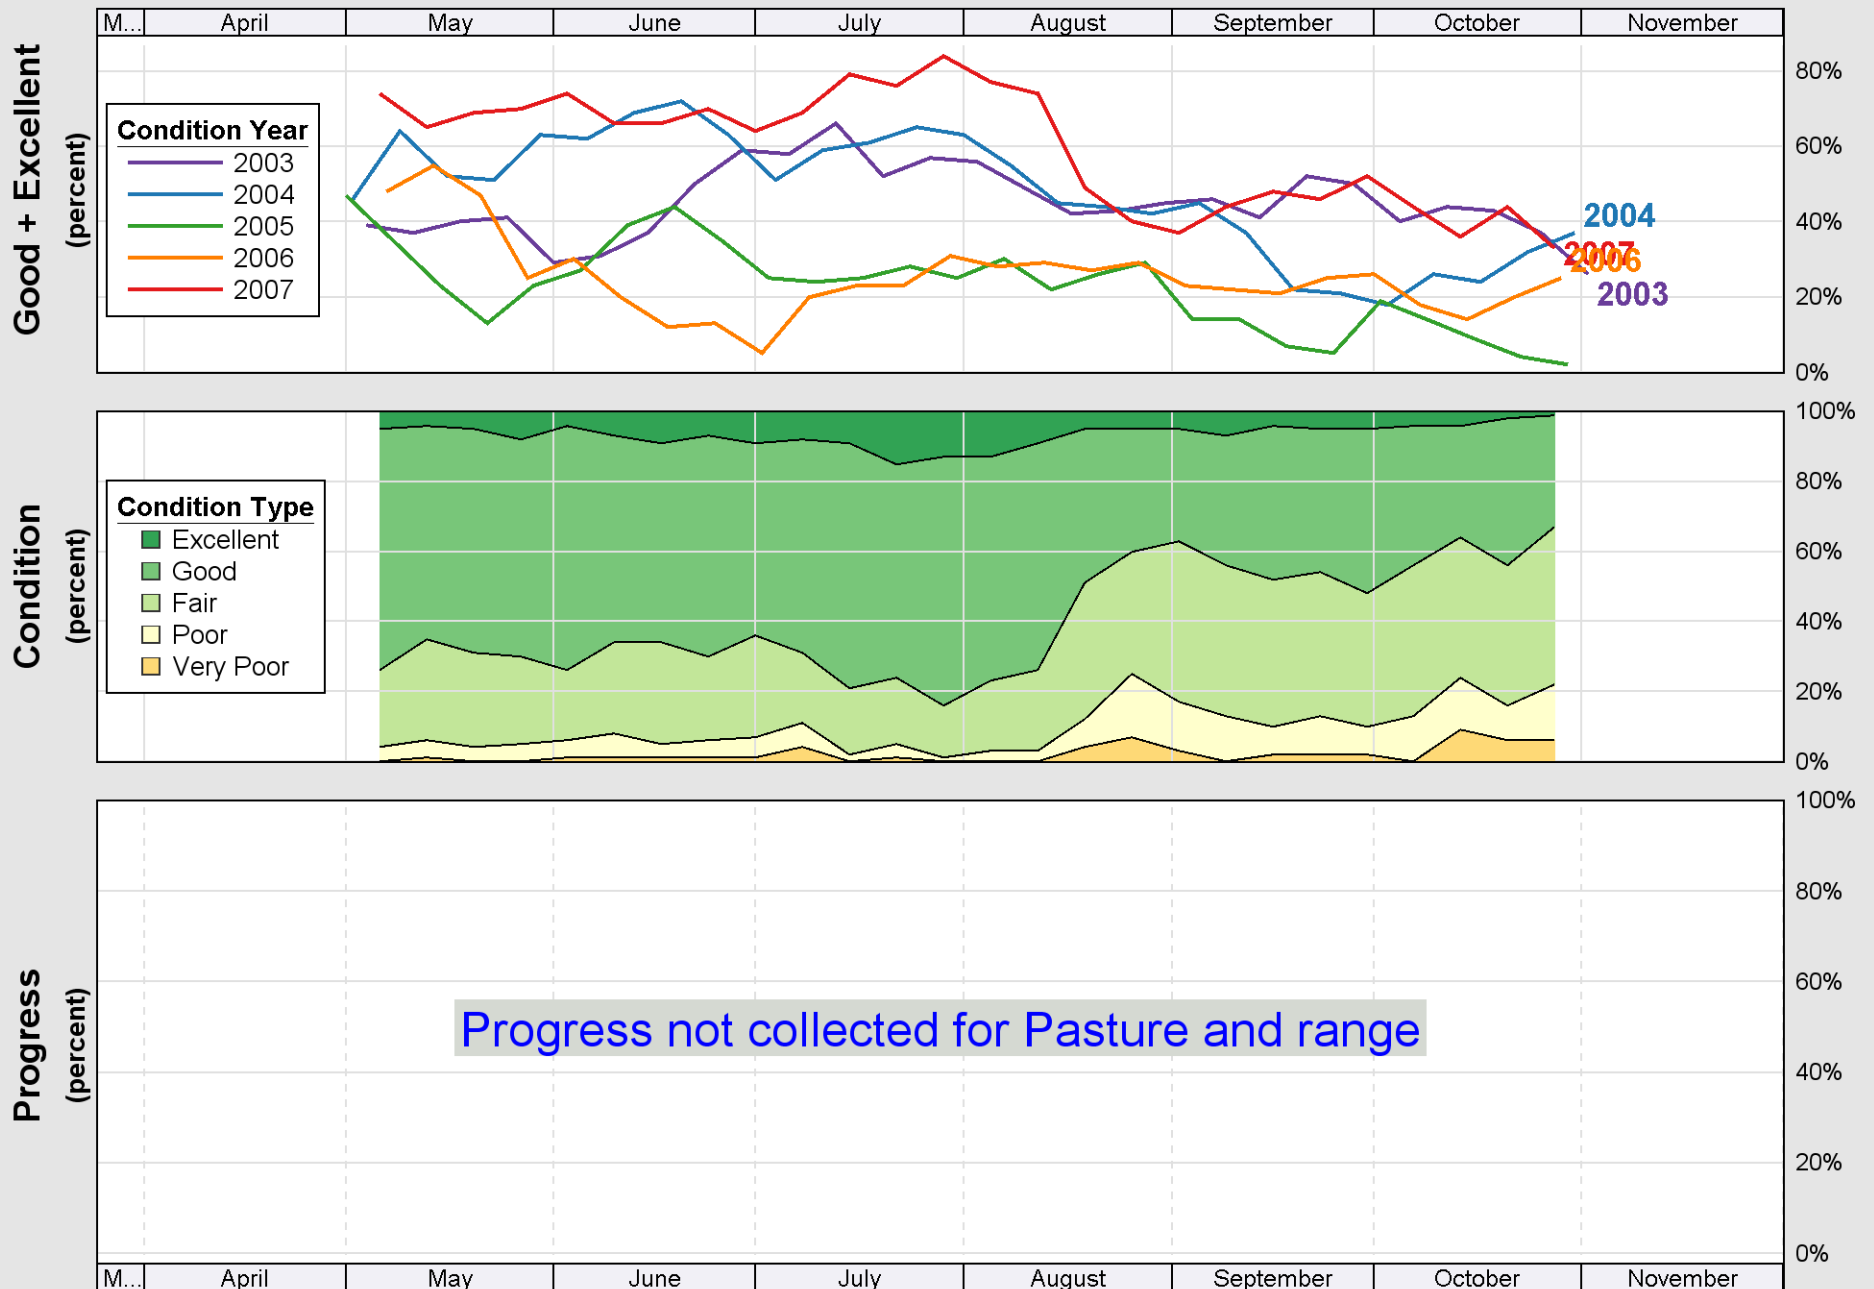 M... April May June July August September October November
Good + Excellent
(percent)
80%
60%
40%
20%
0%
Condition Year
2003
2004
2005
2006
2007
2004
2007
2006
2003
Condition
(percent)
100%
80%
60%
40%
20%
0%
Condition Type
Excellent
Good
Fair
Poor
Very Poor
Progress
(percent)
100%
80%
60%
40%
20%
0%
Progress not collected for Pasture and range
M... April May June July August September October November